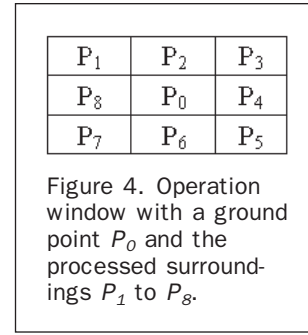 P₁ P₂ P₃
P₈ P₀ P₄
P₇ P₆ P₅
Figure 4. Operation
window with a ground
point P₀ and the
processed surround-
ings P₁ to P₈.